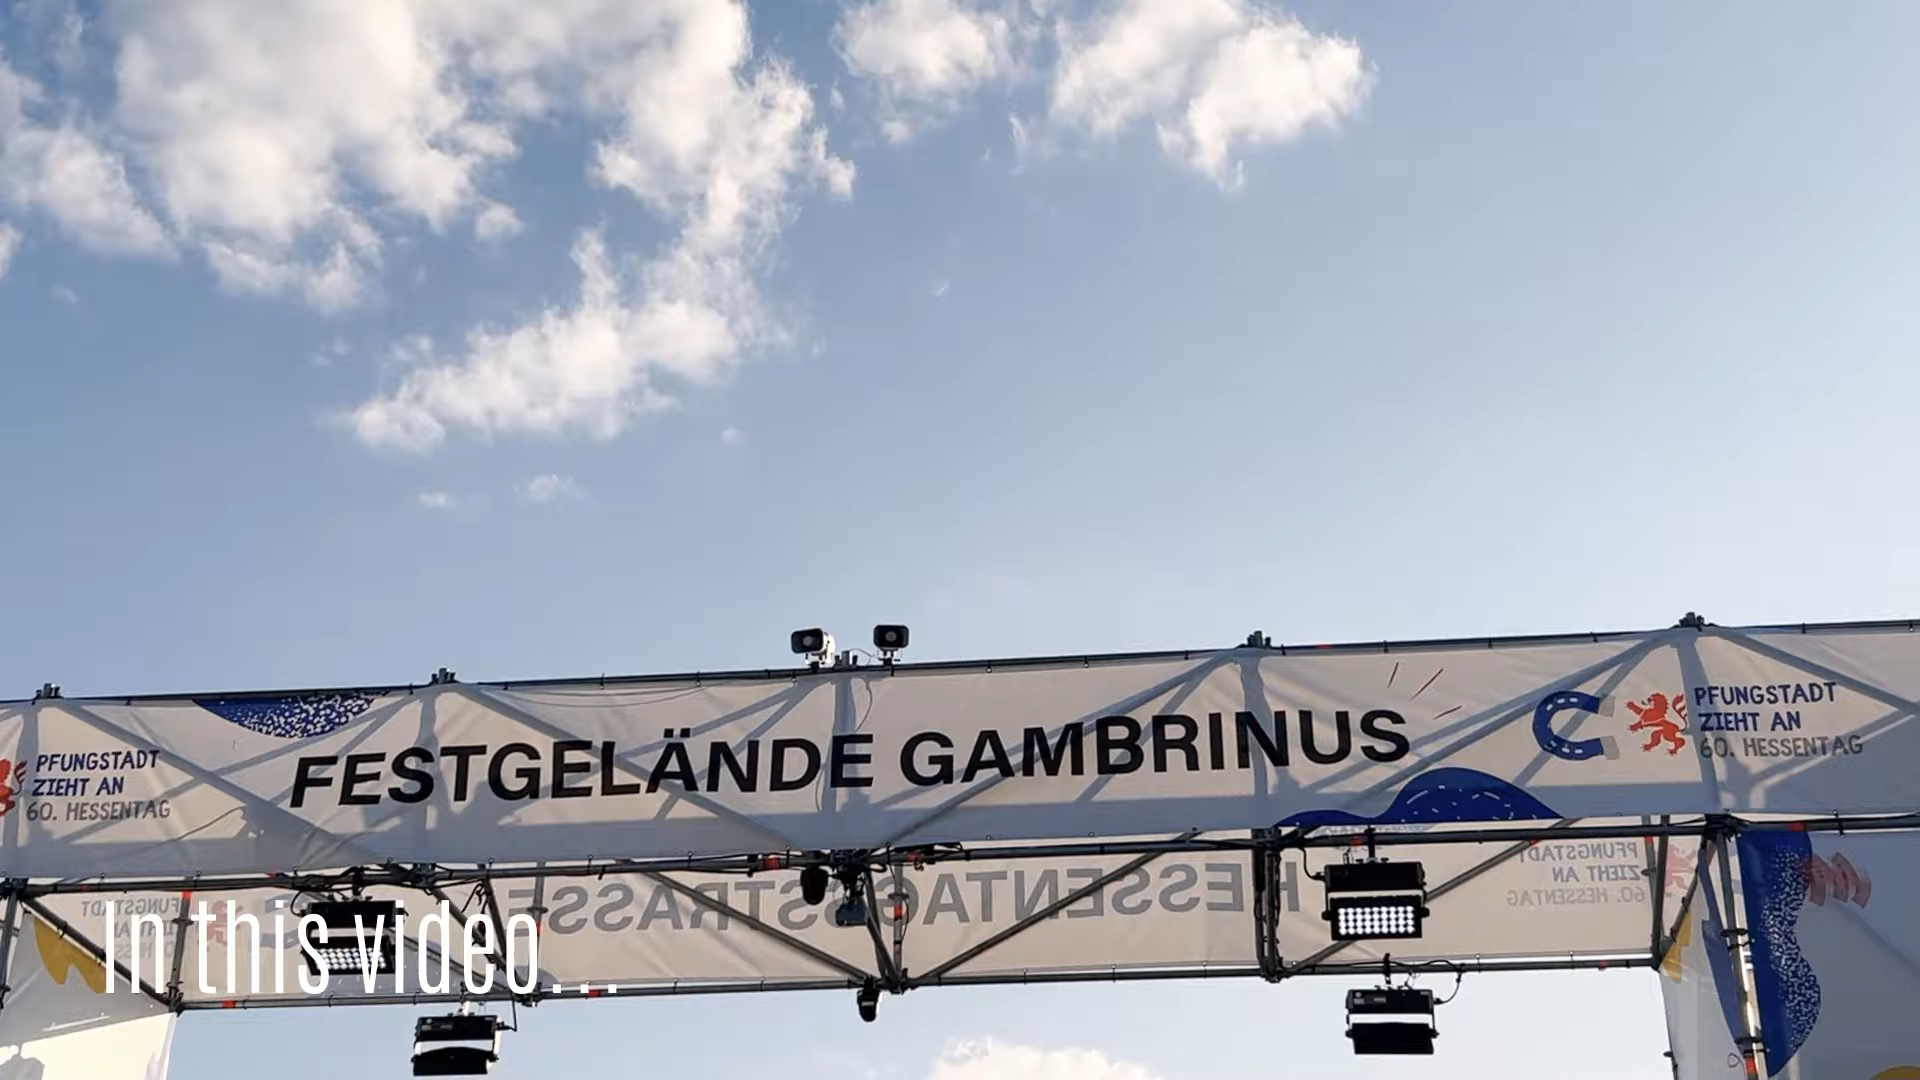 FESTGELÄNDE GAMBRINUS
PFUNGSTADT
ZIEHT AN
60. HESSENTAG
PFUNGSTADT
ZIEHT AN
60. HESSENTAG
HESSENTAGSSTRASSE
PFUNGSTADT
ZIEHT AN
60. HESSENTAG
In this video...